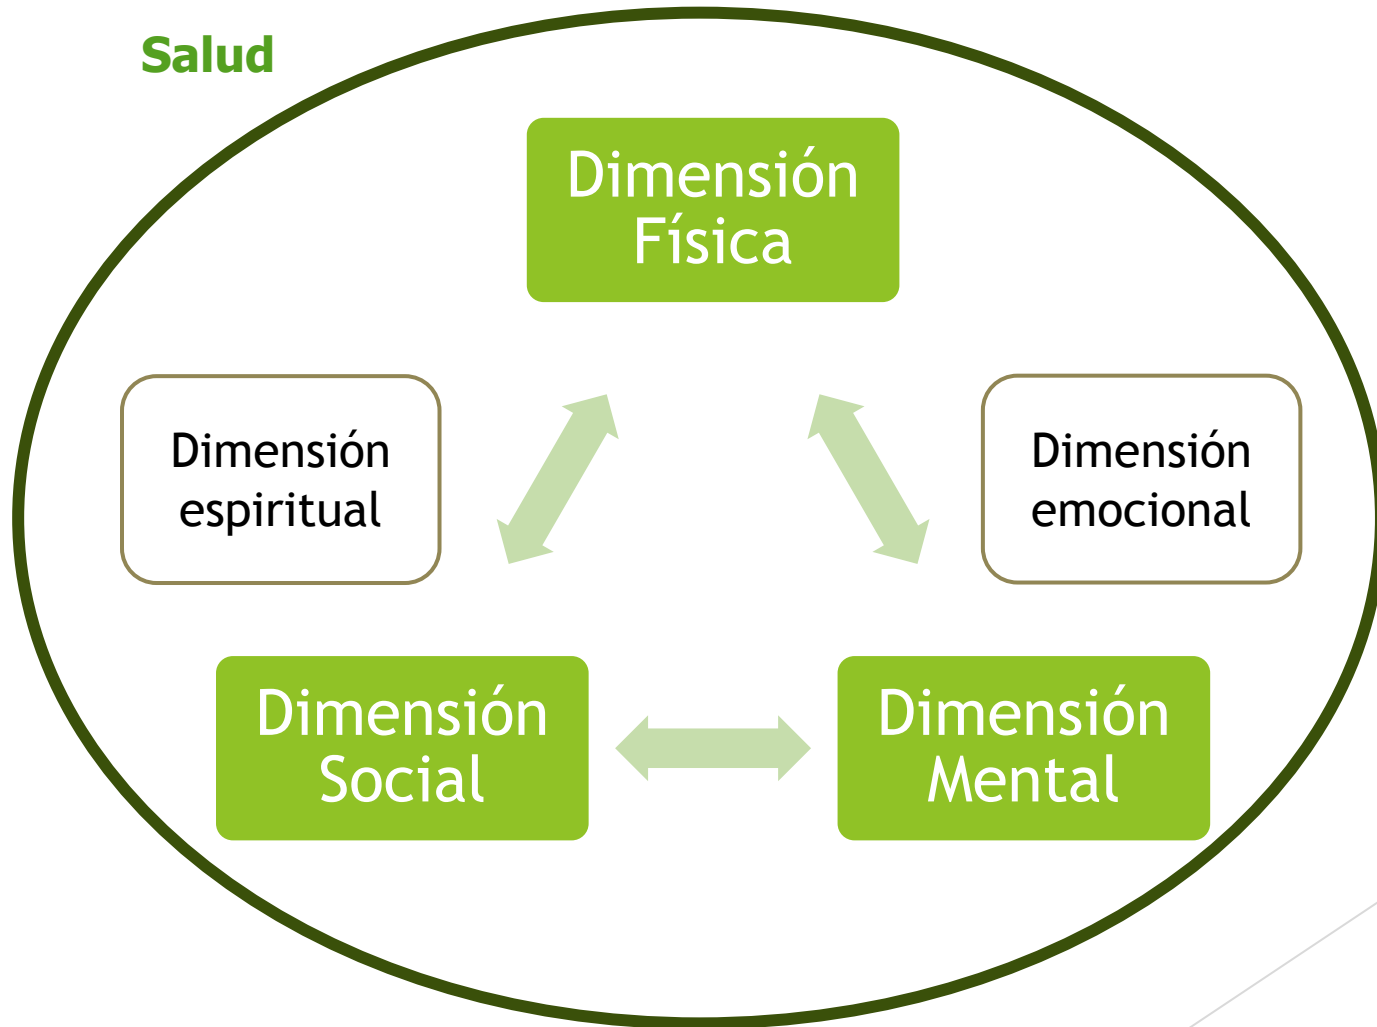 Salud
Dimensión
Física
Dimensión
espiritual
Dimensión
emocional
Dimensión
Social
Dimensión
Mental